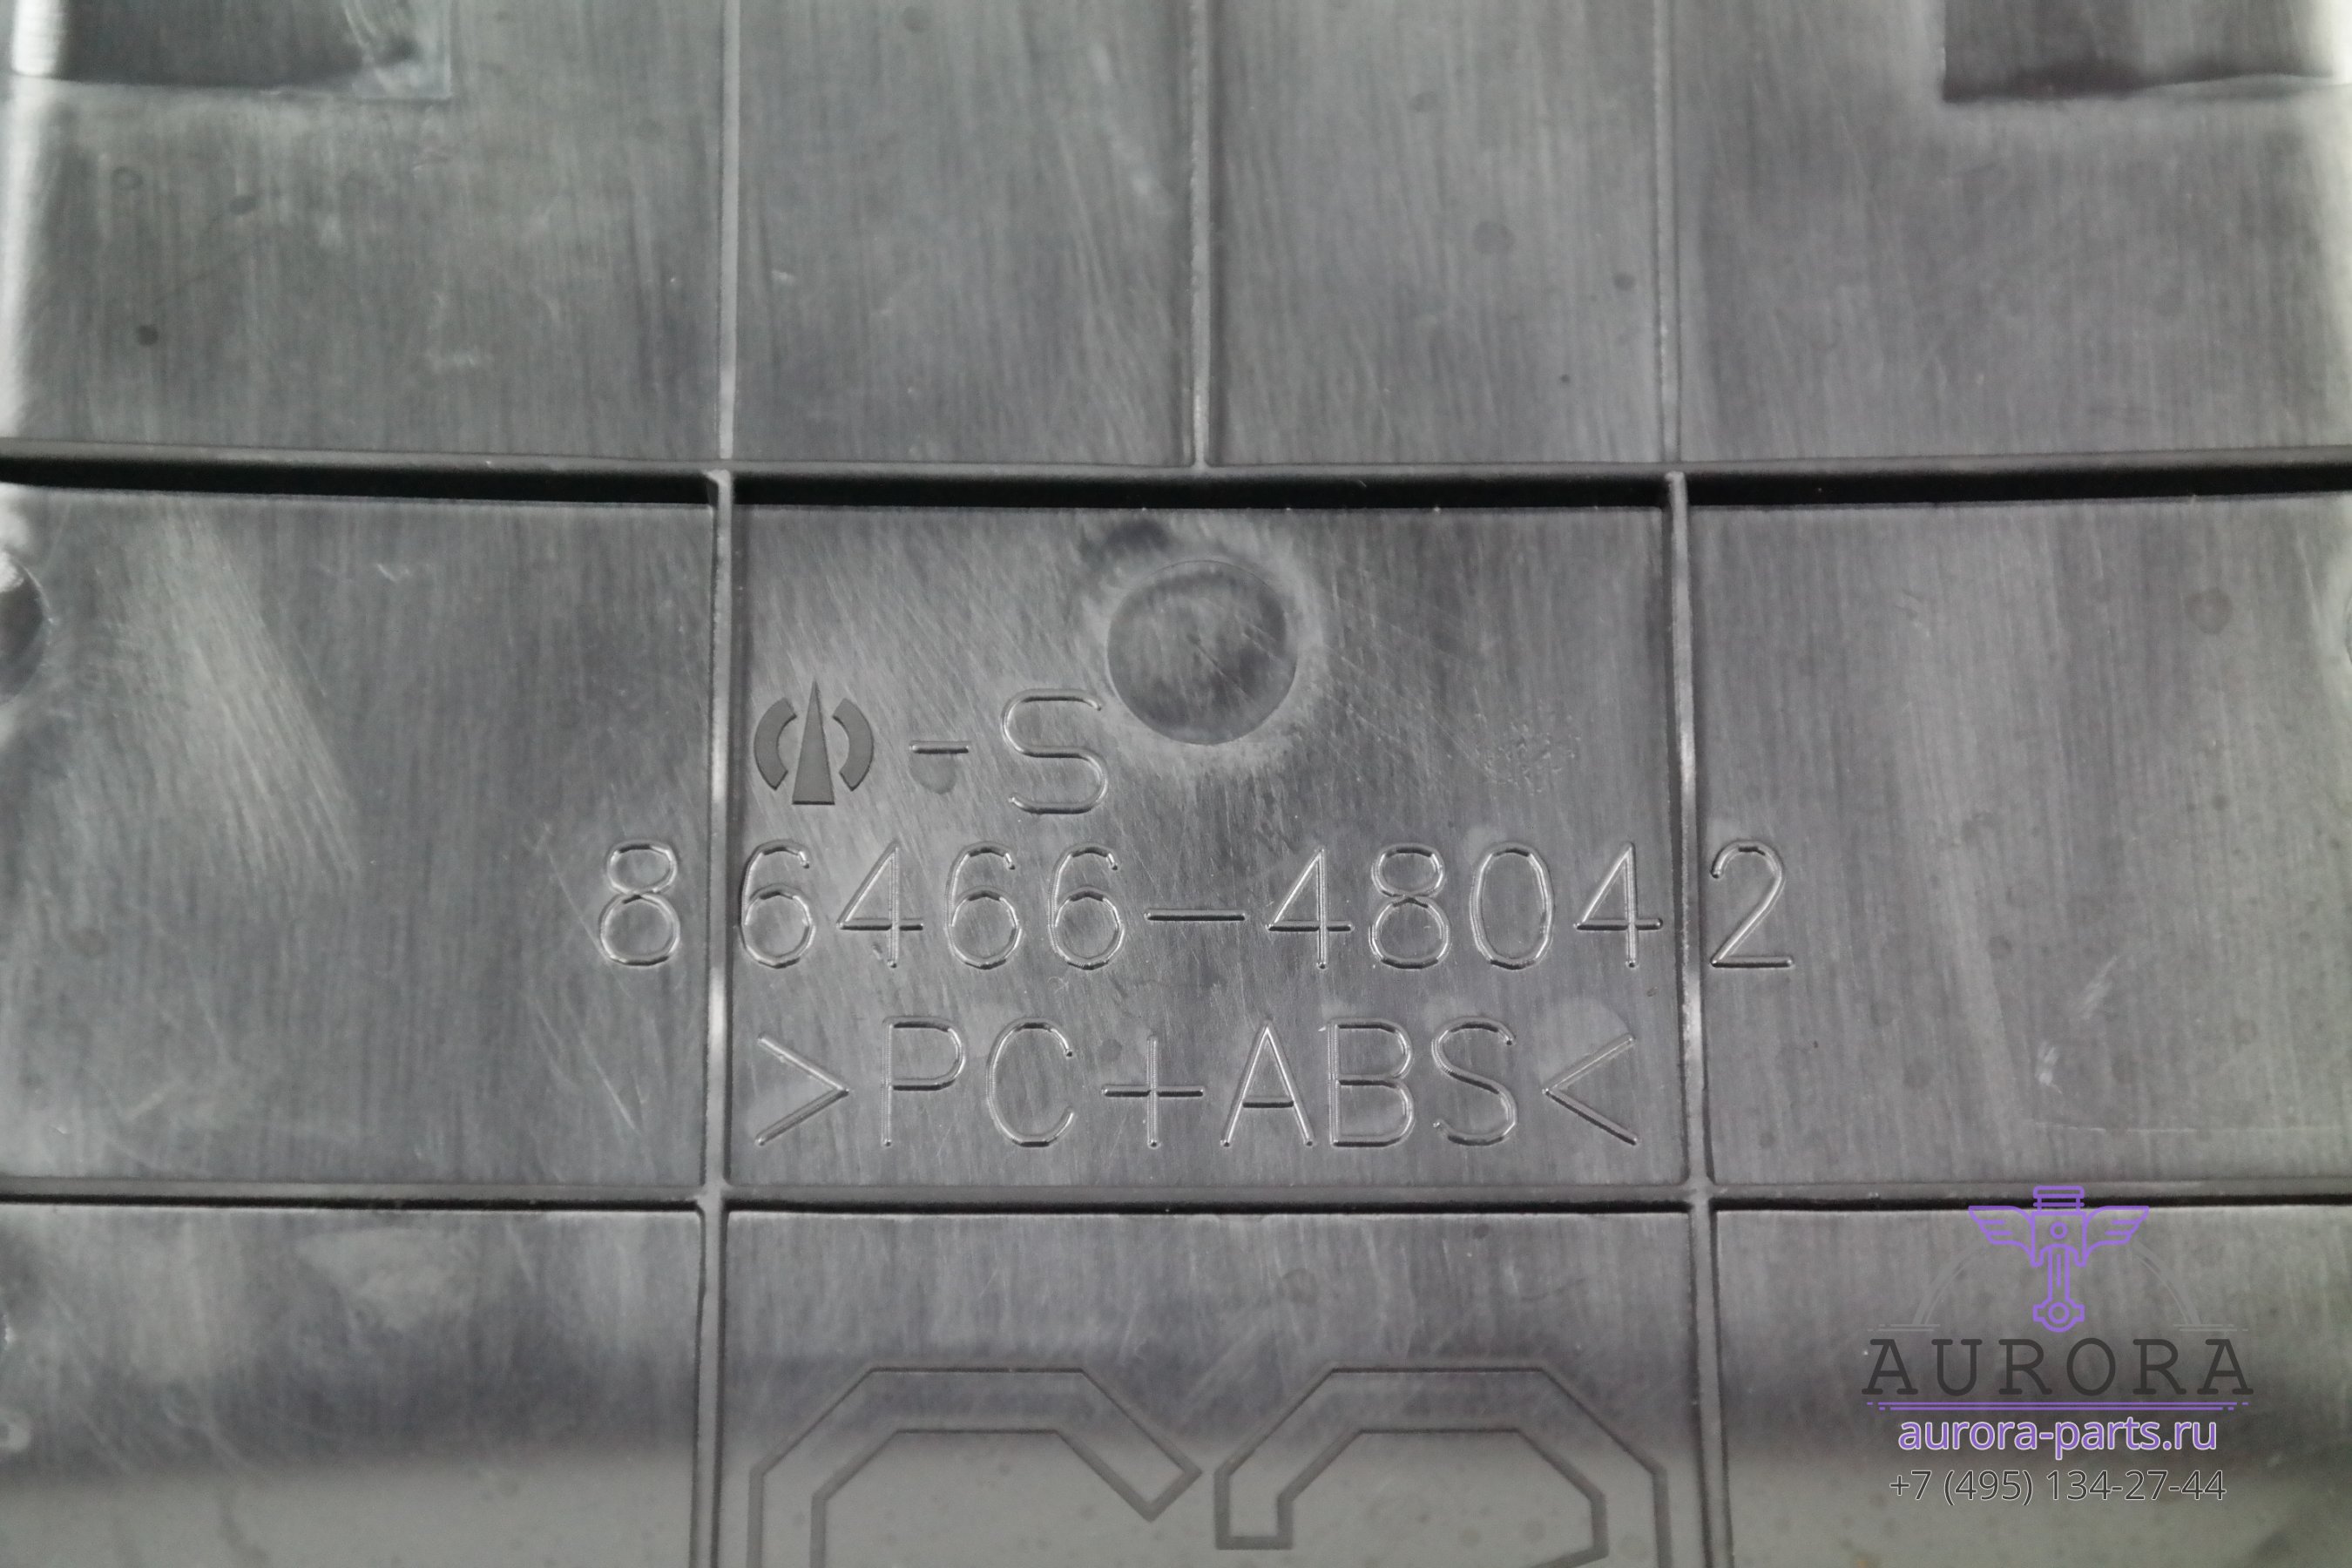 -S
86466-48042
>PC+ABS<
AURORA
aurora-parts.ru
+7 (495) 134-27-44